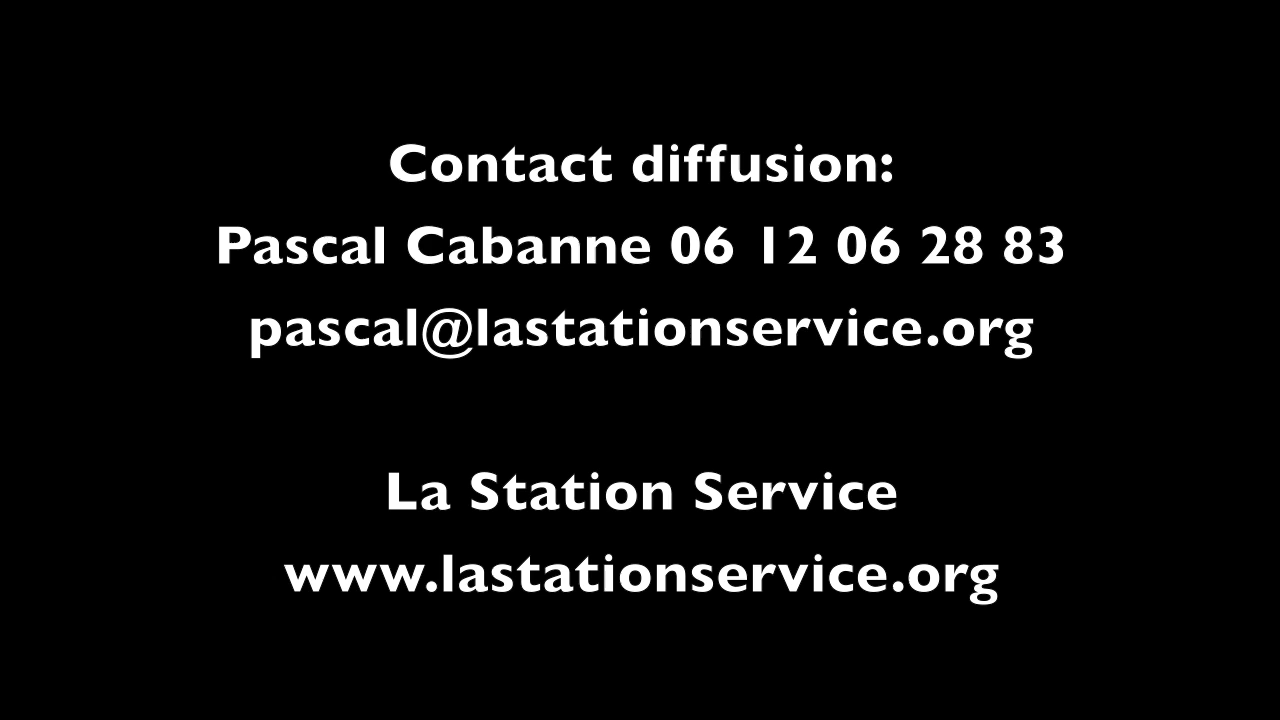 Contact diffusion:
Pascal Cabanne 06 12 06 28 83
pascal@lastationservice.org
La Station Service
www.lastationservice.org